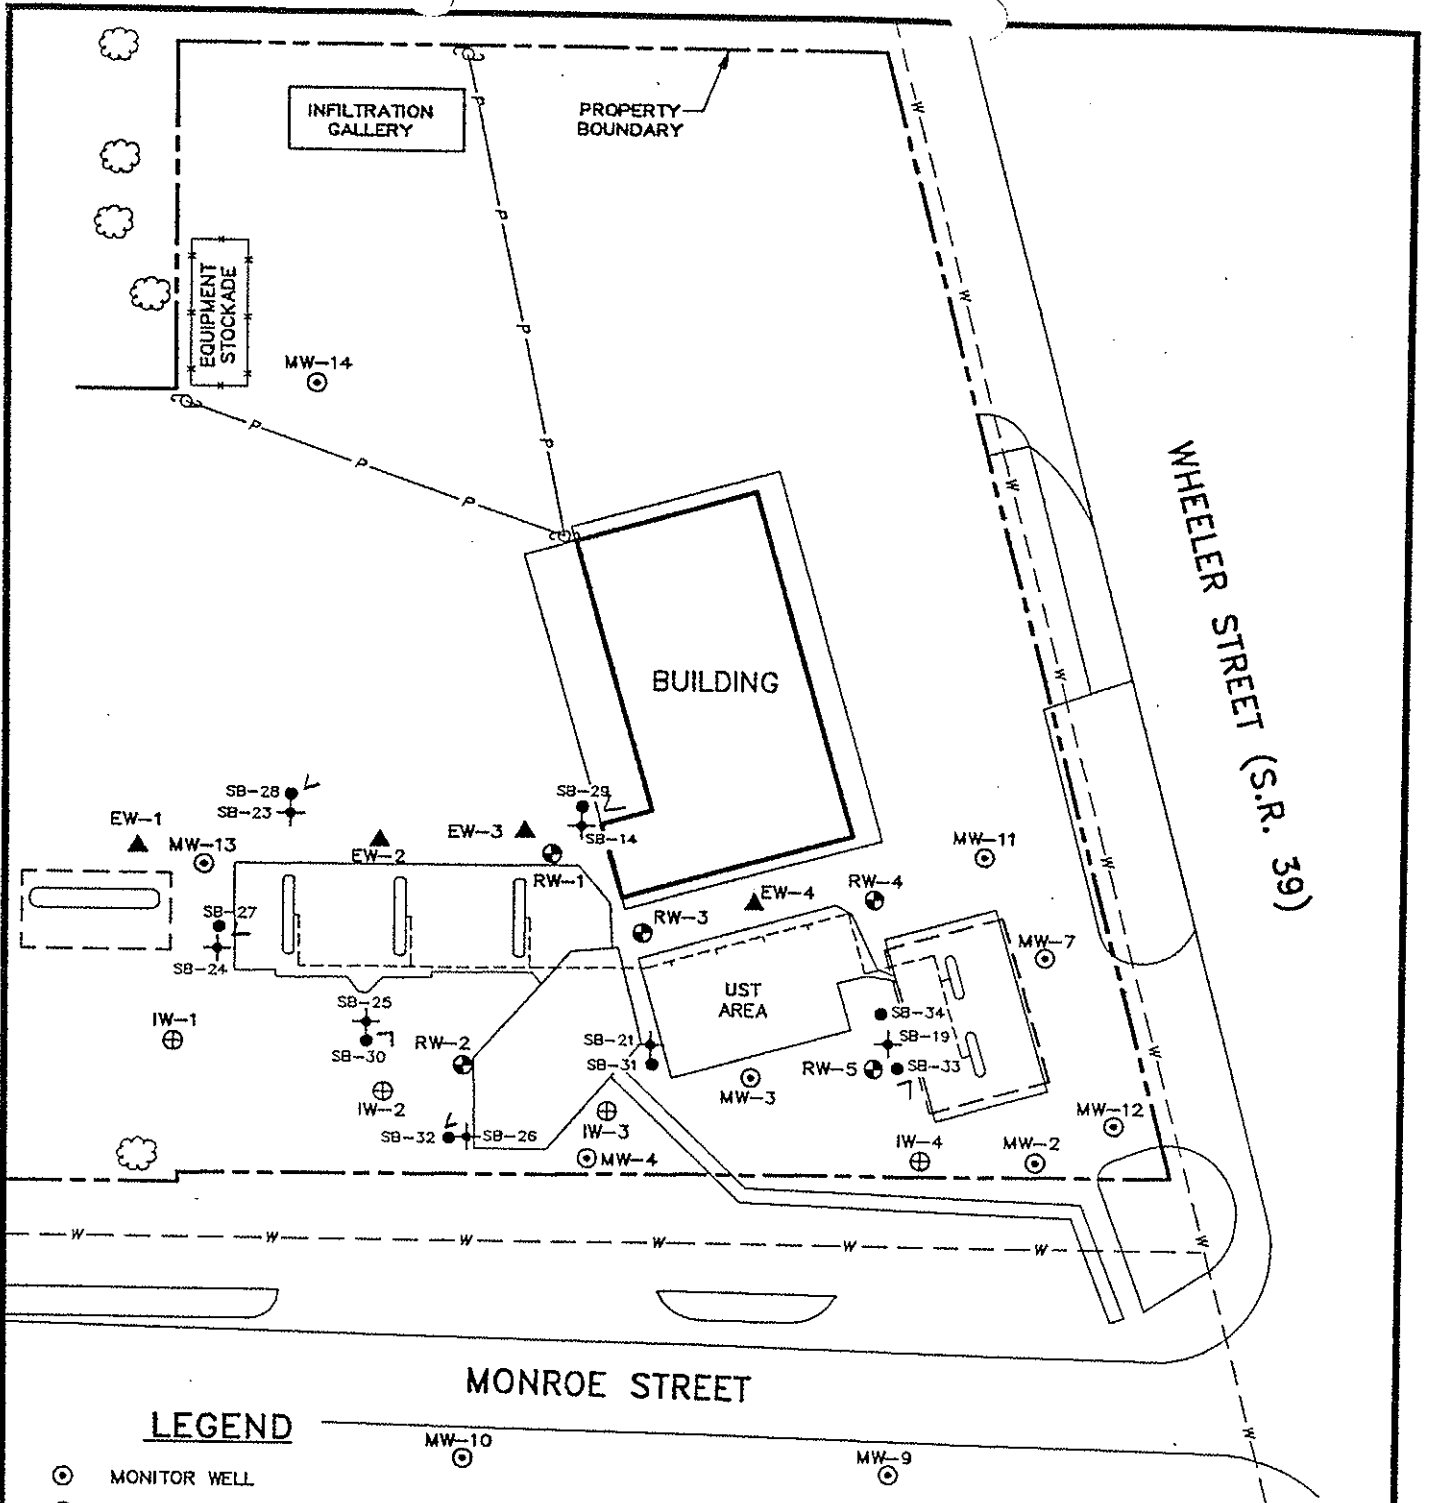 INFILTRATION
GALLERY
PROPERTY
BOUNDARY
P
W
P
P
EQUIPMENT
STOCKADE
W
MW-14
P
P
P
P
W
WHEELER STREET (S.R. 39)
BUILDING
W
SB-28
SB-23
SB-29
SB-14
EW-1
MW-13
EW-2
EW-3
RW-1
MW-11
W
EW-4
RW-4
SB-27
SB-24
RW-3
MW-7
UST
AREA
SB-25
SB-30
IW-1
RW-2
SB-21
SB-31
SB-34
SB-19
RW-5
SB-33
W
MW-3
IW-2
SB-32
SB-26
IW-3
MW-4
IW-4
MW-2
MW-12
W
W
W
W
W
W
W
MONROE STREET
LEGEND
MW-10
MW-9
W
MONITOR WELL